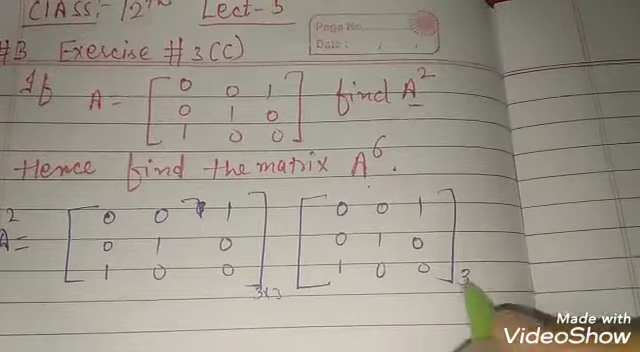 CLASS:- 12th Lect-5
Page No.
Date: / /
#B Exercise #3(C)
If A = [ 0 0 1 ] find A²
0 1 0
1 0 0
Hence find the matrix A⁶.
A² = [ 0 0 1 ] [ 0 0 1 ]
0 1 0 0 1 0
1 0 0 1 0 0
3x3 3
Made with
VideoShow